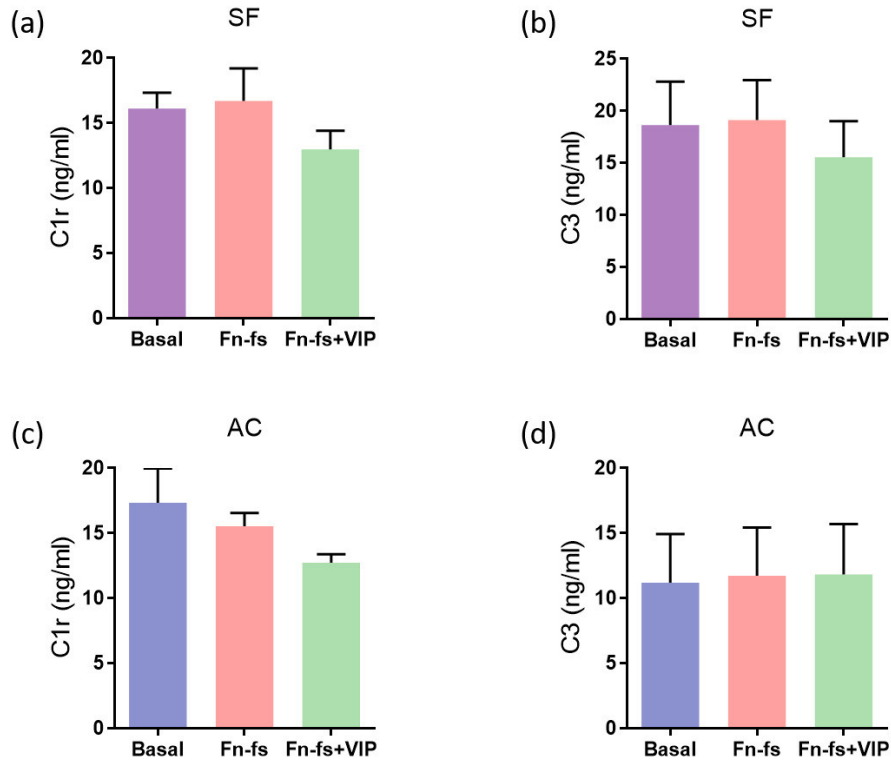 (a)
SF
C1r (ng/ml)
20
15
10
5
0
Basal Fn-fs Fn-fs+VIP
(b)
SF
C3 (ng/ml)
25
20
15
10
5
0
Basal Fn-fs Fn-fs+VIP
(c)
AC
C1r (ng/ml)
20
15
10
5
0
Basal Fn-fs Fn-fs+VIP
(d)
AC
C3 (ng/ml)
20
15
10
5
0
Basal Fn-fs Fn-fs+VIP